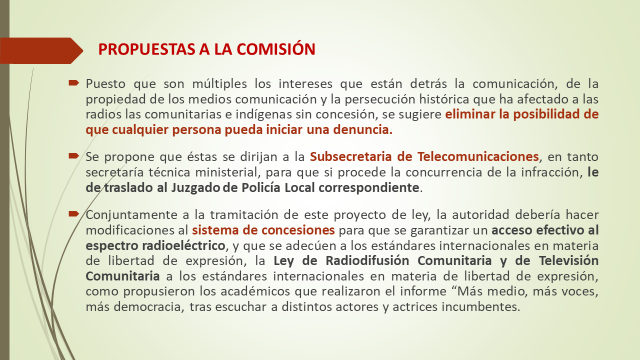 PROPUESTAS A LA COMISIÓN
Puesto que son múltiples los intereses que están detrás la comunicación, de la
propiedad de los medios comunicación y la persecución histórica que ha afectado a las
radios las comunitarias e indígenas sin concesión, se sugiere eliminar la posibilidad de
que cualquier persona pueda iniciar una denuncia.
Se propone que éstas se dirijan a la Subsecretaria de Telecomunicaciones, en tanto
secretaría técnica ministerial, para que si procede la concurrencia de la infracción, le
de traslado al Juzgado de Policía Local correspondiente.
Conjuntamente a la tramitación de este proyecto de ley, la autoridad debería hacer
modificaciones al sistema de concesiones para que se garantizar un acceso efectivo al
espectro radioeléctrico, y que se adecúen a los estándares internacionales en materia
de libertad de expresión, la Ley de Radiodifusión Comunitaria y de Televisión
Comunitaria a los estándares internacionales en materia de libertad de expresión,
como propusieron los académicos que realizaron el informe “Más medio, más voces,
más democracia, tras escuchar a distintos actores y actrices incumbentes.